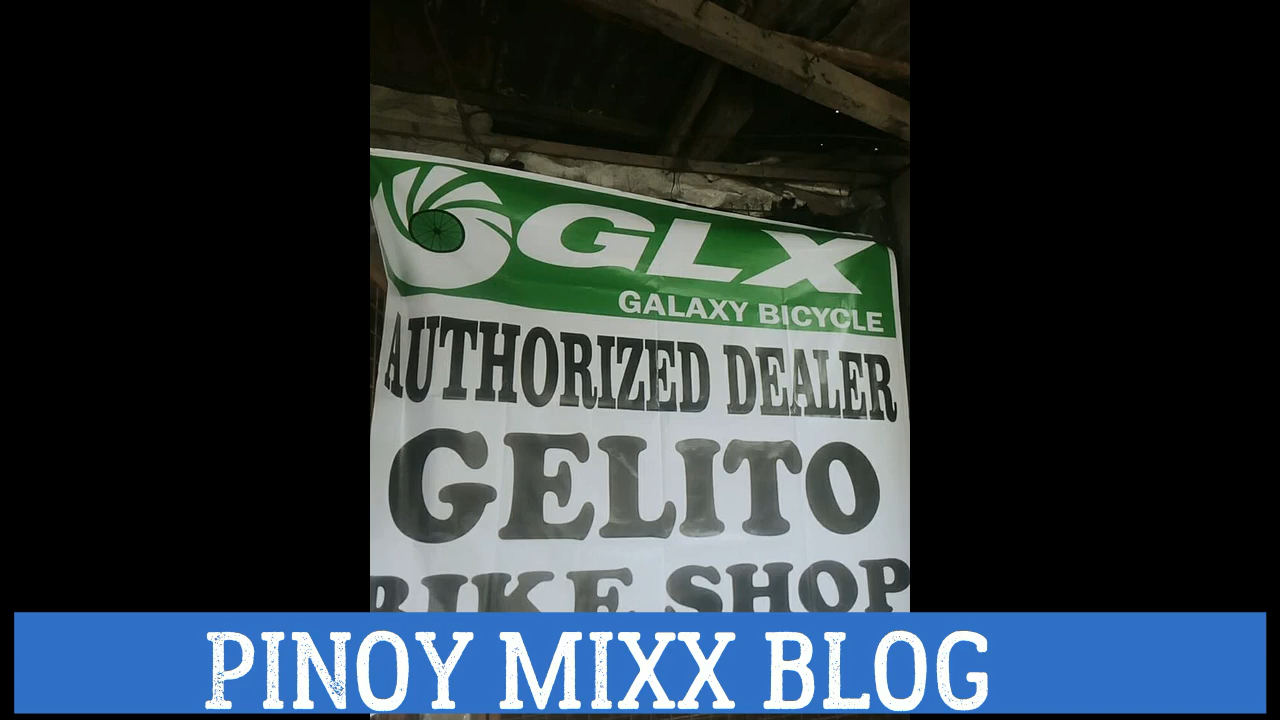 GLX
GALAXY BICYCLE
AUTHORIZED DEALER
GELITO
BIKE SHOP
PINOY MIXX BLOG